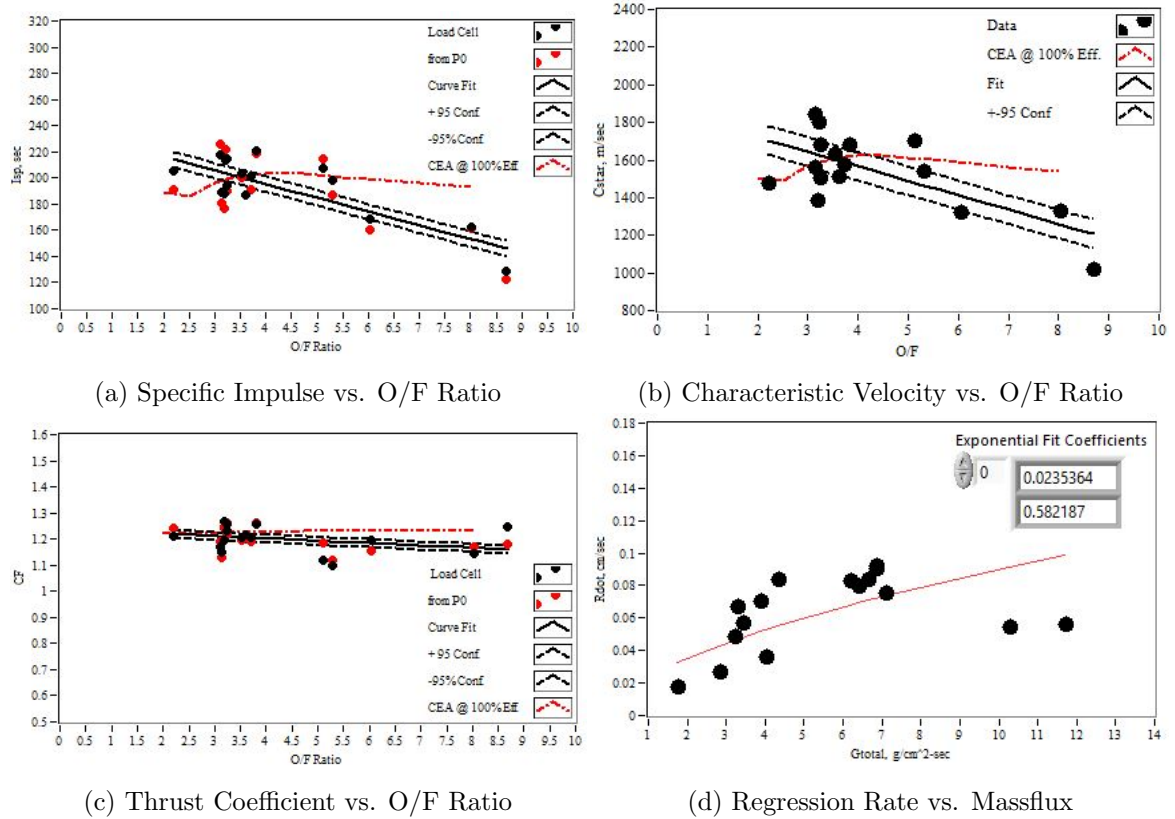 320
300
280
260
240
220
200
180
160
140
120
100
Isp, sec
0 0.5 1 1.5 2 2.5 3 3.5 4 4.5 5 5.5 6 6.5 7 7.5 8 8.5 9 9.5 10
O/F Ratio
Load Cell
from P0
Curve Fit
+95 Conf
-95%Conf
CEA @ 100%Eff
(a) Specific Impulse vs. O/F Ratio
2400
2200
2000
1800
1600
1400
1200
1000
800
Cstar, m/sec
0 1 2 3 4 5 6 7 8 9 10
O/F
Data
CEA @ 100% Eff.
Fit
+-95 Conf
(b) Characteristic Velocity vs. O/F Ratio
1.6
1.5
1.4
1.3
1.2
1.1
1
0.9
0.8
0.7
0.6
0.5
CF
0 0.5 1 1.5 2 2.5 3 3.5 4 4.5 5 5.5 6 6.5 7 7.5 8 8.5 9 9.5 10
O/F Ratio
Load Cell
from P0
Curve Fit
+95 Conf
-95%Conf
CEA @ 100%Eff
(c) Thrust Coefficient vs. O/F Ratio
0.18
0.16
0.14
0.12
0.1
0.08
0.06
0.04
0.02
0
Rdot, cm/sec
1 2 3 4 5 6 7 8 9 10 11 12 13 14
Gtotal, g/cm^2-sec
Exponential Fit Coefficients
0
0.0235364
0.582187
(d) Regression Rate vs. Massflux